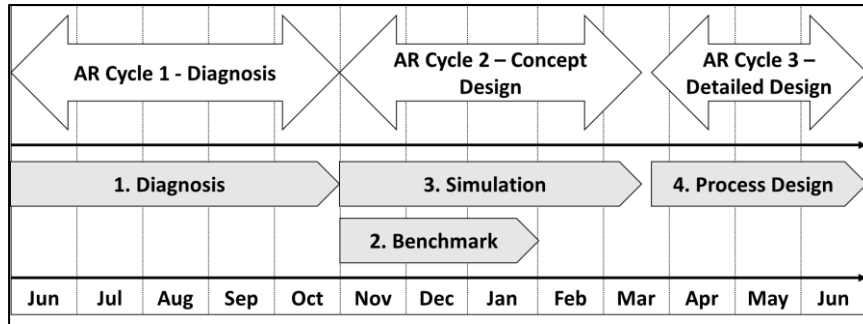 AR Cycle 1 - Diagnosis
AR Cycle 2 – Concept
Design
AR Cycle 3 –
Detailed Design
1. Diagnosis
3. Simulation
4. Process Design
2. Benchmark
Jun Jul Aug Sep Oct Nov Dec Jan Feb Mar Apr May Jun